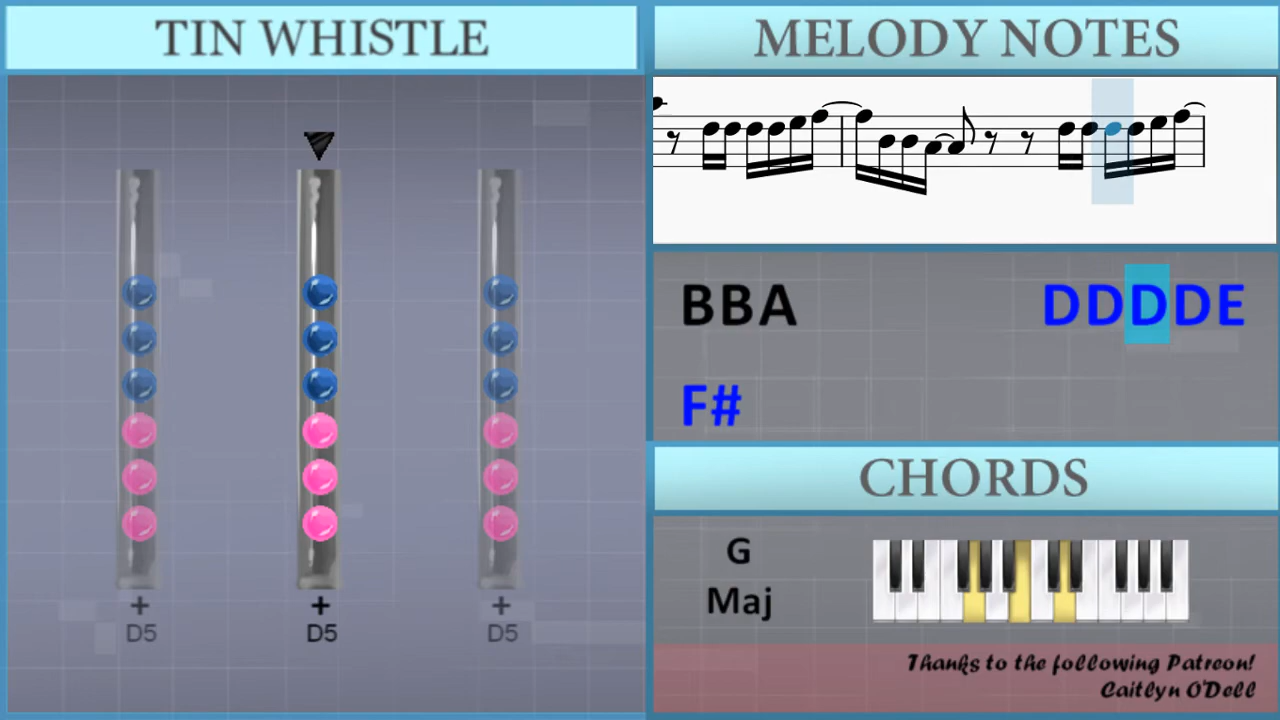 TIN WHISTLE
+ + +
D5 D5 D5
MELODY NOTES
BBA DDDDE
F#
CHORDS
G
Maj
Thanks to the following Patreon!
Caitlyn O'Dell